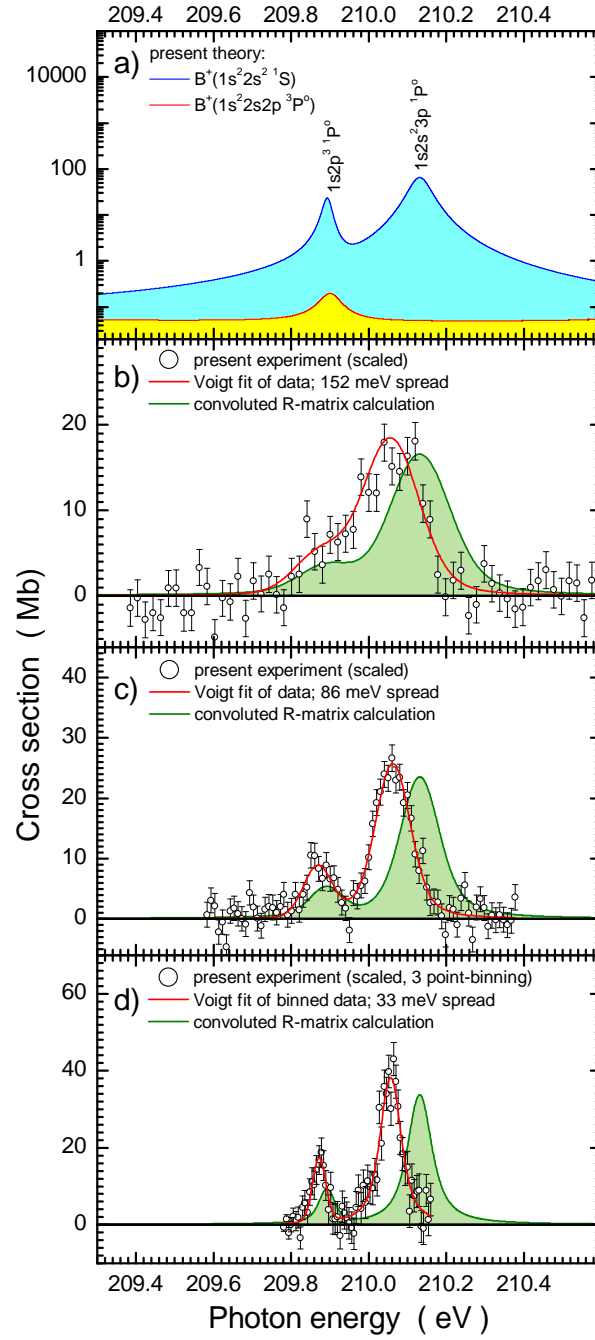 209.4 209.6 209.8 210.0 210.2 210.4
a)
present theory:
B⁺(1s²2s² ¹S)
B⁺(1s²2s2p ³Pᵒ)
10000
100
1
1s2p³ ¹Pᵒ
1s2s²3p ¹Pᵒ
b)
present experiment (scaled)
Voigt fit of data; 152 meV spread
convoluted R-matrix calculation
20
10
0
c)
present experiment (scaled)
Voigt fit of data; 86 meV spread
convoluted R-matrix calculation
40
30
20
10
0
d)
present experiment (scaled, 3 point-binning)
Voigt fit of binned data; 33 meV spread
convoluted R-matrix calculation
60
40
20
0
Cross section ( Mb)
209.4 209.6 209.8 210.0 210.2 210.4
Photon energy ( eV)